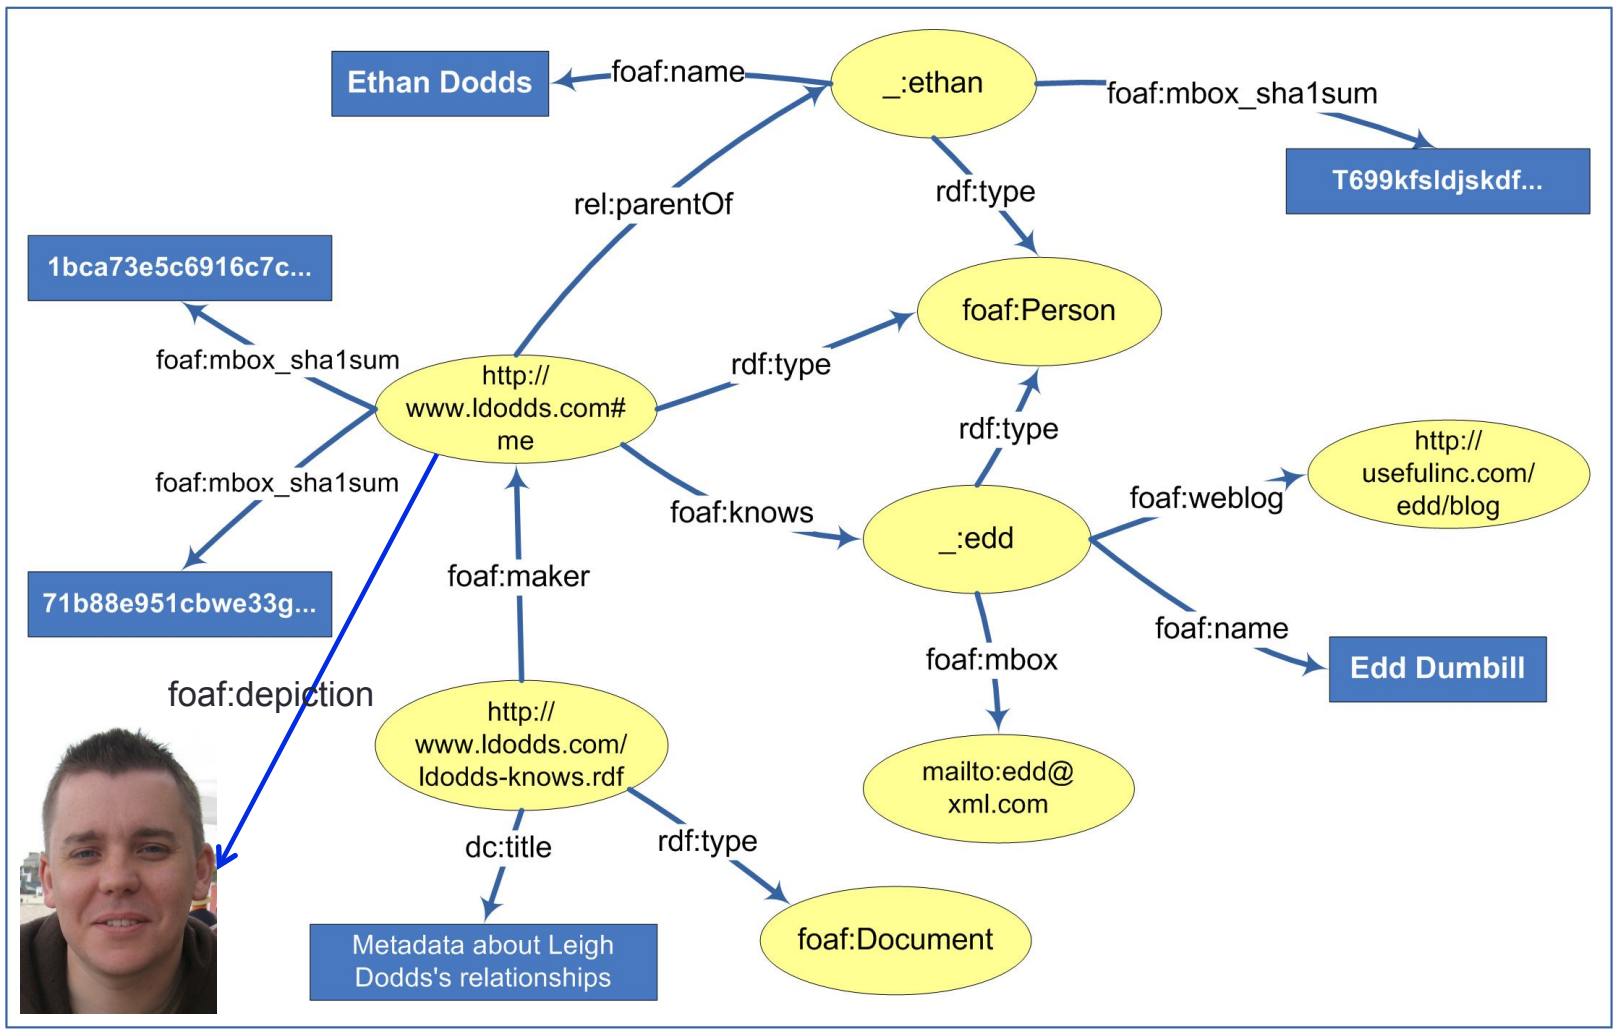 Ethan Dodds
foaf:name
_:ethan
foaf:mbox_sha1sum
T699kfsldjskdf...
rdf:type
rel:parentOf
1bca73e5c6916c7c...
foaf:Person
foaf:mbox_sha1sum
rdf:type
http://
www.ldodds.com#
me
rdf:type
http://
usefulinc.com/
edd/blog
foaf:mbox_sha1sum
foaf:knows
foaf:weblog
_:edd
foaf:maker
71b88e951cbwe33g...
foaf:name
foaf:mbox
Edd Dumbill
foaf:depiction
http://
www.ldodds.com/
ldodds-knows.rdf
mailto:edd@
xml.com
dc:title
rdf:type
Metadata about Leigh
Dodds's relationships
foaf:Document